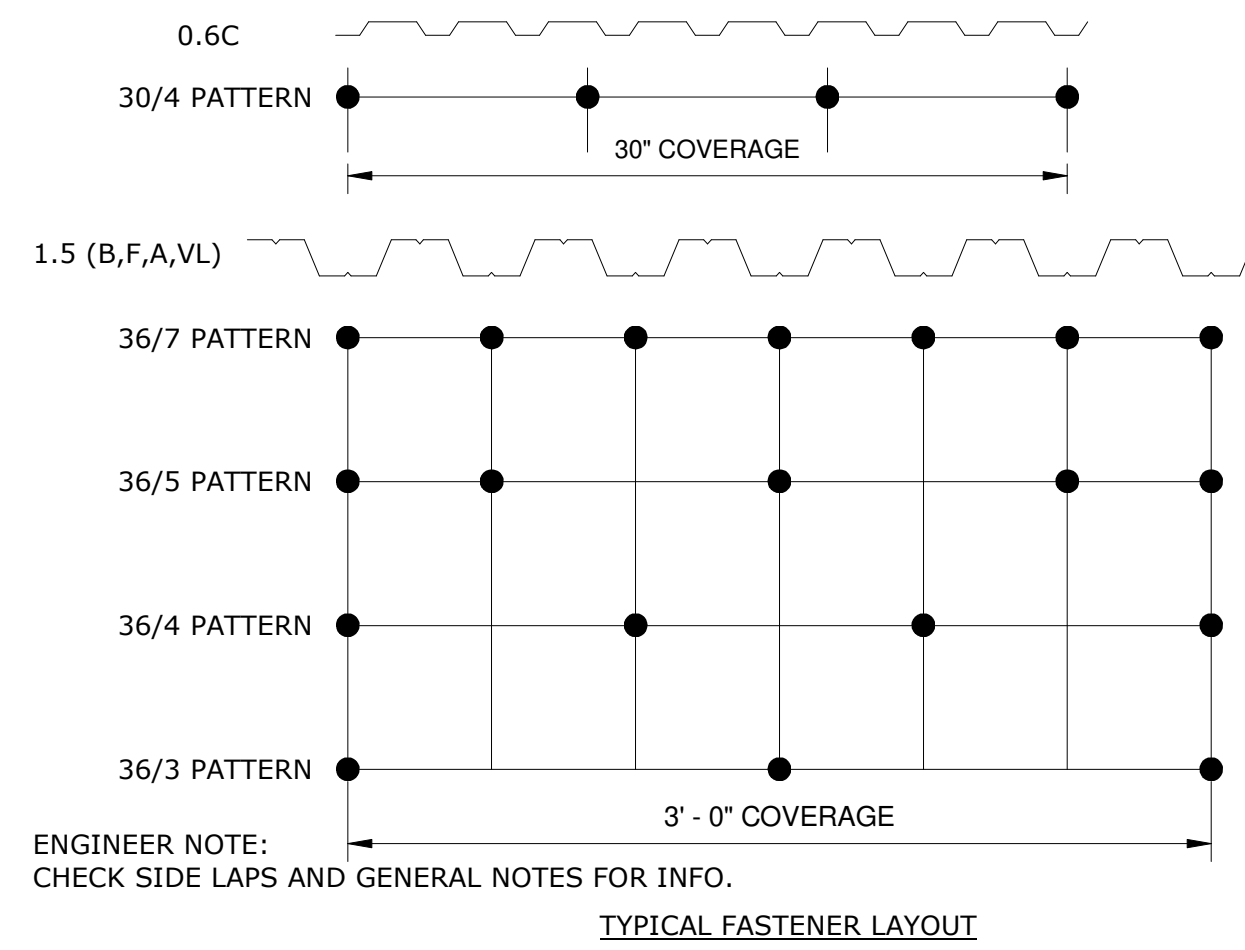 0.6C
30/4 PATTERN
30" COVERAGE
1.5 (B,F,A,VL)
36/7 PATTERN
36/5 PATTERN
36/4 PATTERN
36/3 PATTERN
3' - 0" COVERAGE
ENGINEER NOTE:
CHECK SIDE LAPS AND GENERAL NOTES FOR INFO.
TYPICAL FASTENER LAYOUT